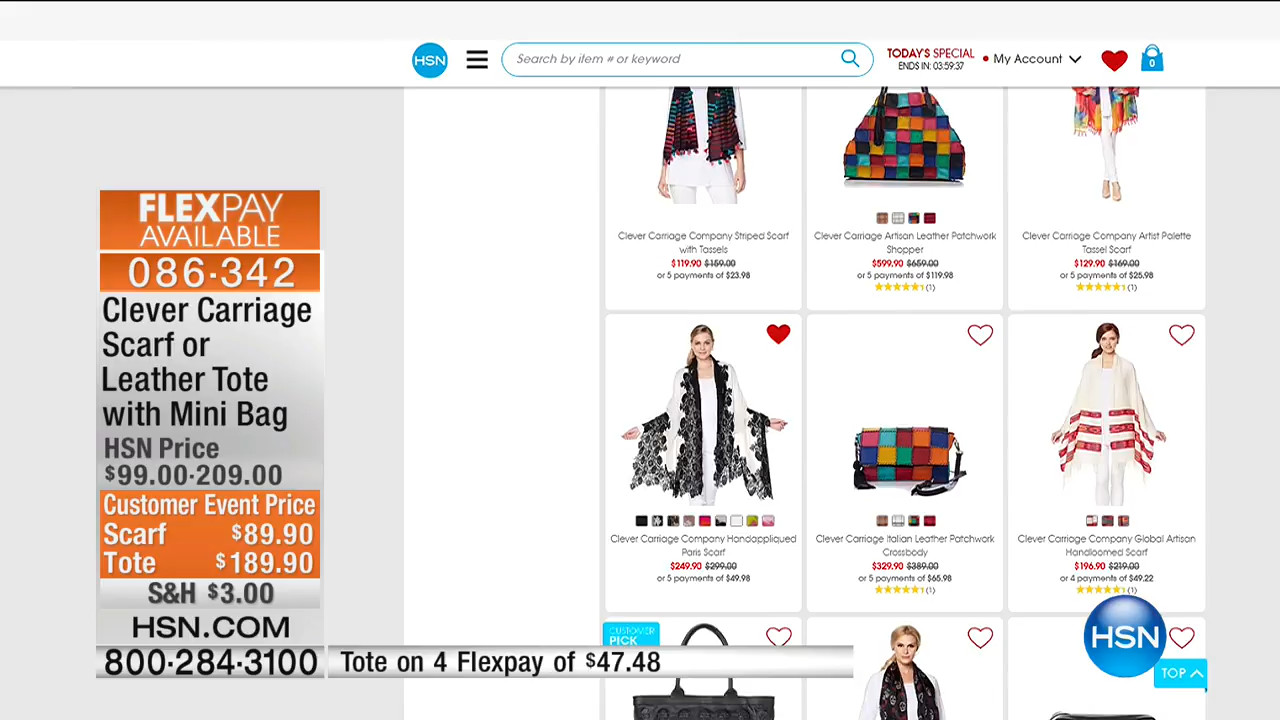 HSN
Search by item # or keyword
TODAY'S SPECIAL
ENDS IN: 03:59:37
My Account
0
FLEXPAY
AVAILABLE
086·342
Clever Carriage
Scarf or
Leather Tote
with Mini Bag
HSN Price
$99.00-209.00
Customer Event Price
Scarf $89.90
Tote $189.90
S&H $3.00
HSN.COM
800·284·3100
Tote on 4 Flexpay of $47.48
Clever Carriage Company Striped Scarf
with Tassels
$119.90 $159.00
or 5 payments of $23.98
Clever Carriage Artisan Leather Patchwork
Shopper
$599.90 $659.00
or 5 payments of $119.98
(1)
Clever Carriage Company Artist Palette
Tassel Scarf
$129.90 $169.00
or 5 payments of $25.98
(1)
Clever Carriage Company Handappliqued
Paris Scarf
$249.90 $299.00
or 5 payments of $49.98
Clever Carriage Italian Leather Patchwork
Crossbody
$329.90 $389.00
or 5 payments of $65.98
(1)
Clever Carriage Company Global Artisan
Handloomed Scarf
$196.90 $219.00
or 4 payments of $49.22
(1)
CUSTOMER
PICK
HSN
TOP